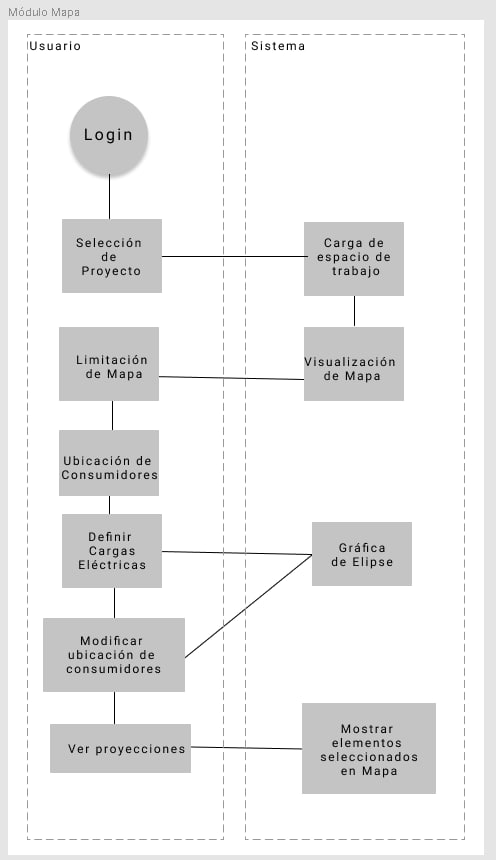 Módulo Mapa
Usuario
Sistema
Login
Selección
de
Proyecto
Carga de
espacio de
trabajo
Limitación
de Mapa
Visualización
de Mapa
Ubicación de
Consumidores
Definir
Cargas
Eléctricas
Gráfica
de Elipse
Modificar
ubicación de
consumidores
Ver proyecciones
Mostrar
elementos
seleccionados
en Mapa